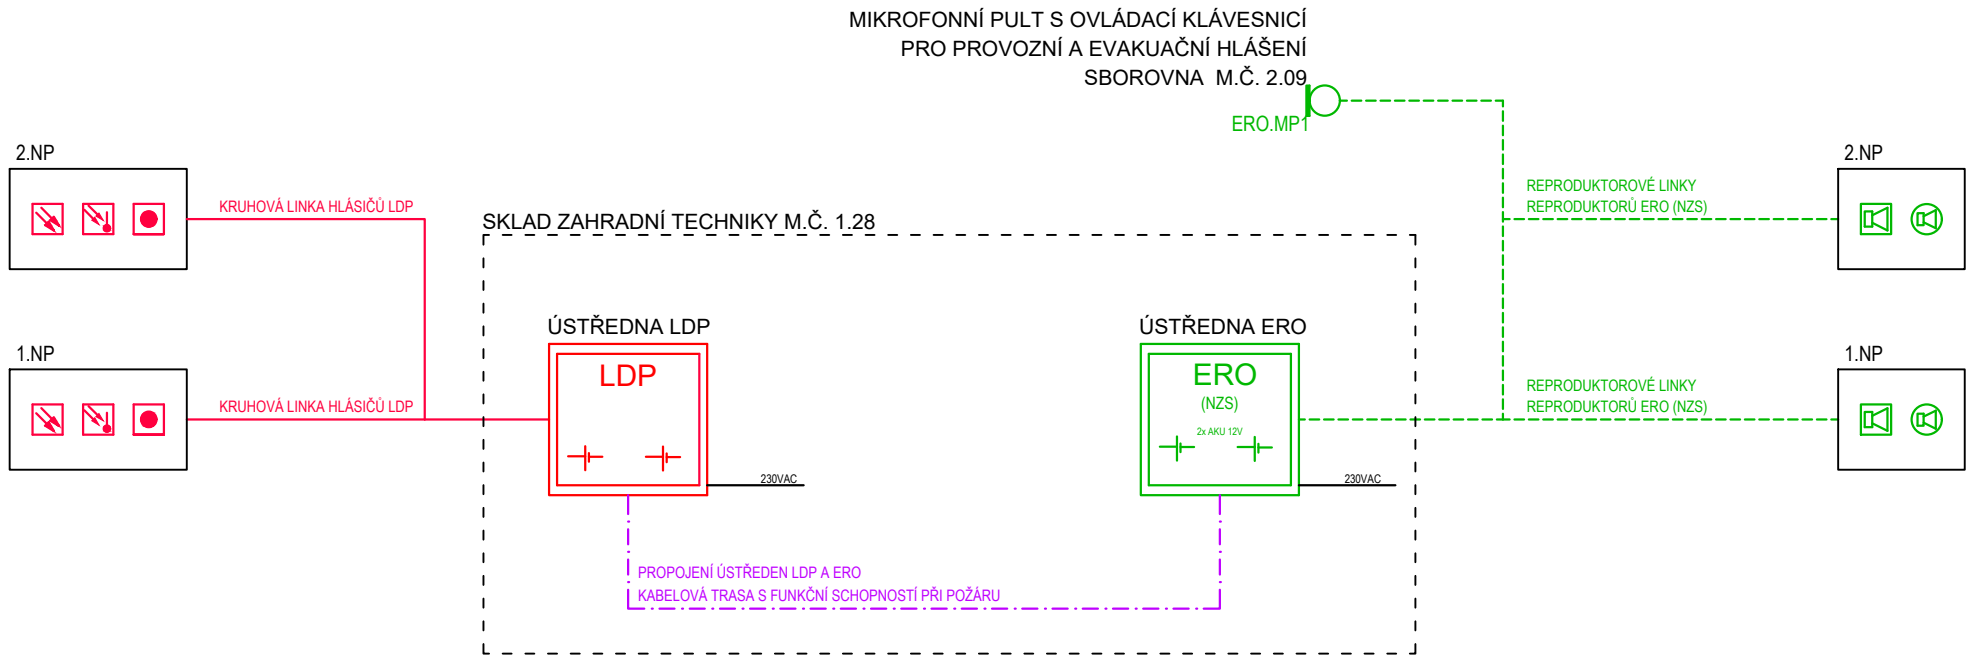 MIKROFONNÍ PULT S OVLÁDACÍ KLÁVESNICÍ
PRO PROVOZNÍ A EVAKUAČNÍ HLÁŠENÍ
SBOROVNA M.Č. 2.09
ERO.MP1
2.NP
KRUHOVÁ LINKA HLÁSIČŮ LDP
1.NP
KRUHOVÁ LINKA HLÁSIČŮ LDP
SKLAD ZAHRADNÍ TECHNIKY M.Č. 1.28
ÚSTŘEDNA LDP
LDP
230VAC
ÚSTŘEDNA ERO
ERO
(NZS)
2x AKU 12V
230VAC
PROPOJENÍ ÚSTŘEDEN LDP A ERO
KABELOVÁ TRASA S FUNKČNÍ SCHOPNOSTÍ PŘI POŽÁRU
REPRODUKTOROVÉ LINKY
REPRODUKTORŮ ERO (NZS)
2.NP
REPRODUKTOROVÉ LINKY
REPRODUKTORŮ ERO (NZS)
1.NP